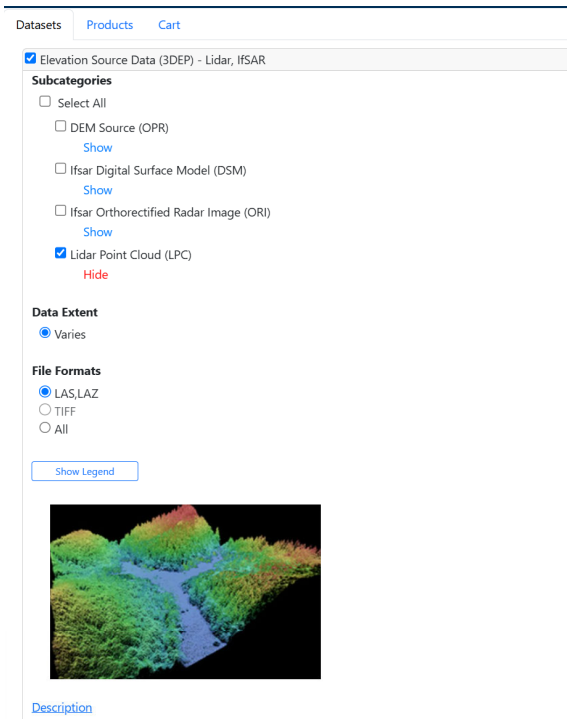 Datasets Products Cart
Elevation Source Data (3DEP) - Lidar, IfSAR
Subcategories
Select All
DEM Source (OPR)
Show
Ifsar Digital Surface Model (DSM)
Show
Ifsar Orthorectified Radar Image (ORI)
Show
Lidar Point Cloud (LPC)
Hide
Data Extent
Varies
File Formats
LAS,LAZ
TIFF
All
Show Legend
Description